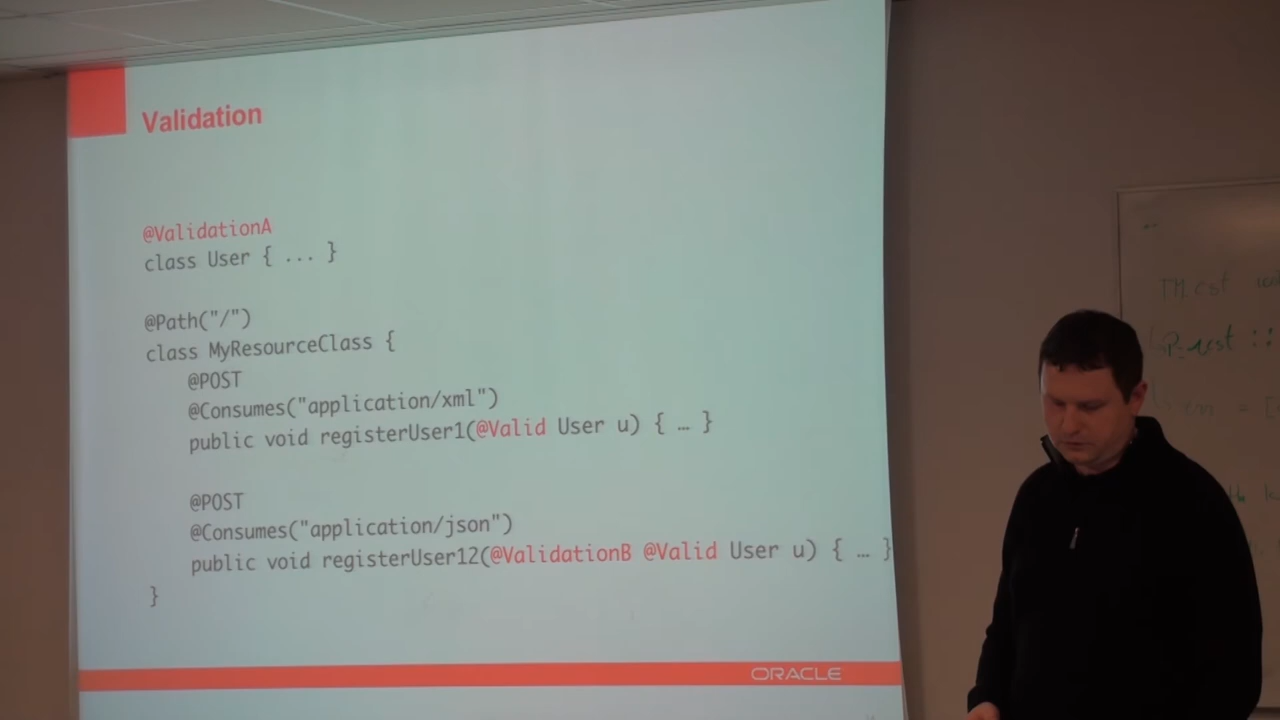 Validation
@ValidationA
class User { ... }
@Path("/")
class MyResourceClass {
@POST
@Consumes("application/xml")
public void registerUser1(@Valid User u) { … }
@POST
@Consumes("application/json")
public void registerUser12(@ValidationB @Valid User u) { … }
}
ORACLE